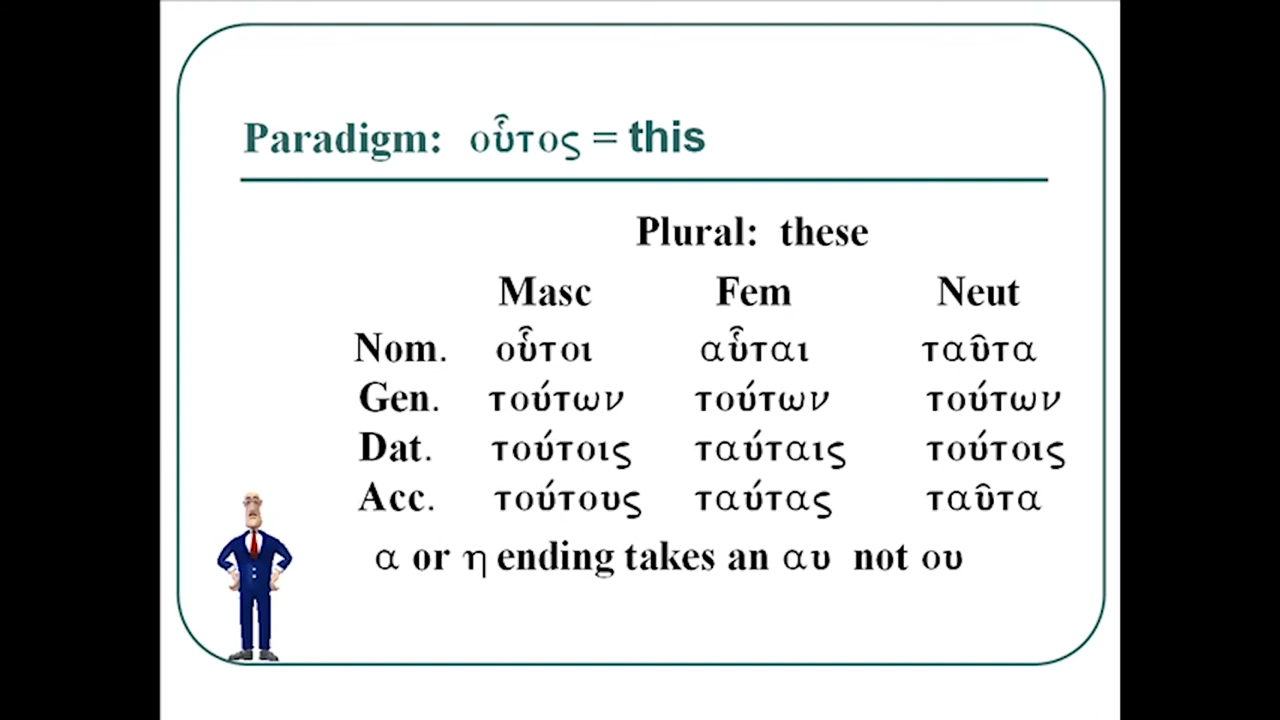 Paradigm: οὗτος = this
Plural: these
Masc Fem Neut
Nom. οὗτοι αὗται ταῦτα
Gen. τούτων τούτων τούτων
Dat. τούτοις ταύταις τούτοις
Acc. τούτους ταύτας ταῦτα
α or η ending takes an αυ not ου